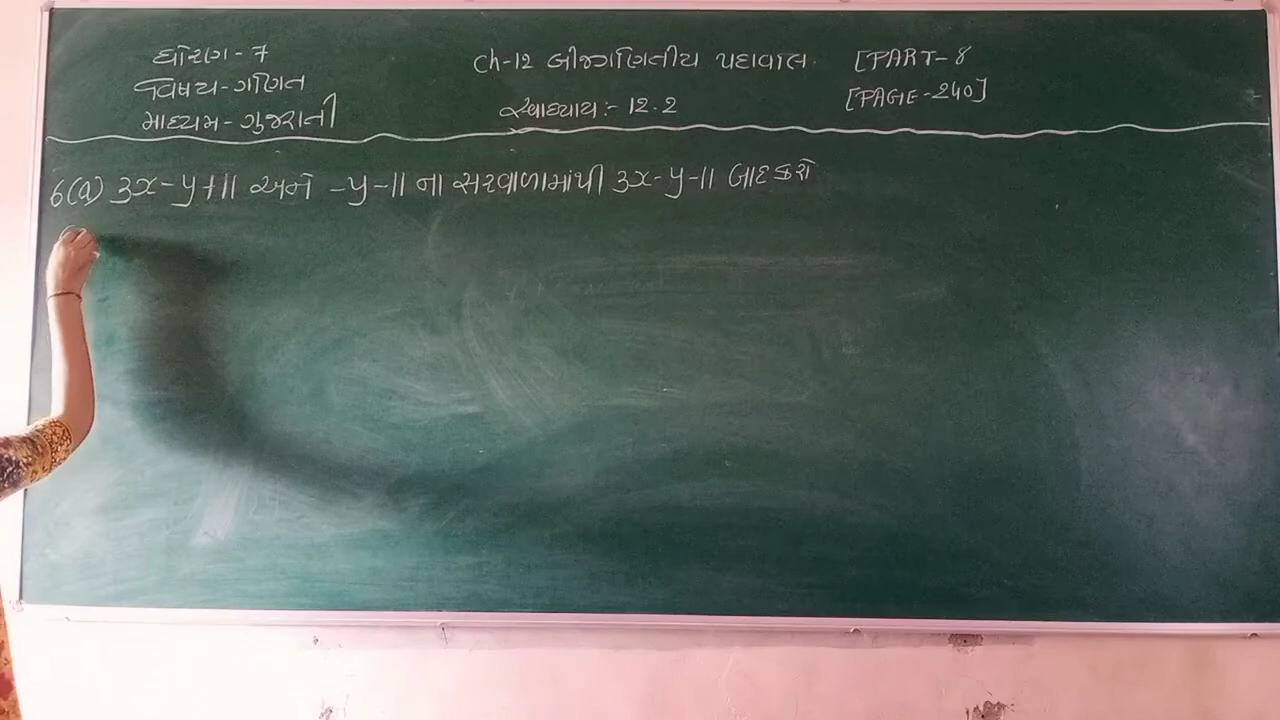 ધોરણ - 7
વિષય - ગણિત
માધ્યમ - ગુજરાતી
Ch-12 બીજગણિતીય પદાવલિ.
સ્વાધ્યાય :- 12.2
[PART-8
[PAGE-240]
6(a) 3x-y+11 અને -y-11 ના સરવાળામાંથી 3x-y-11 બાદ કરો